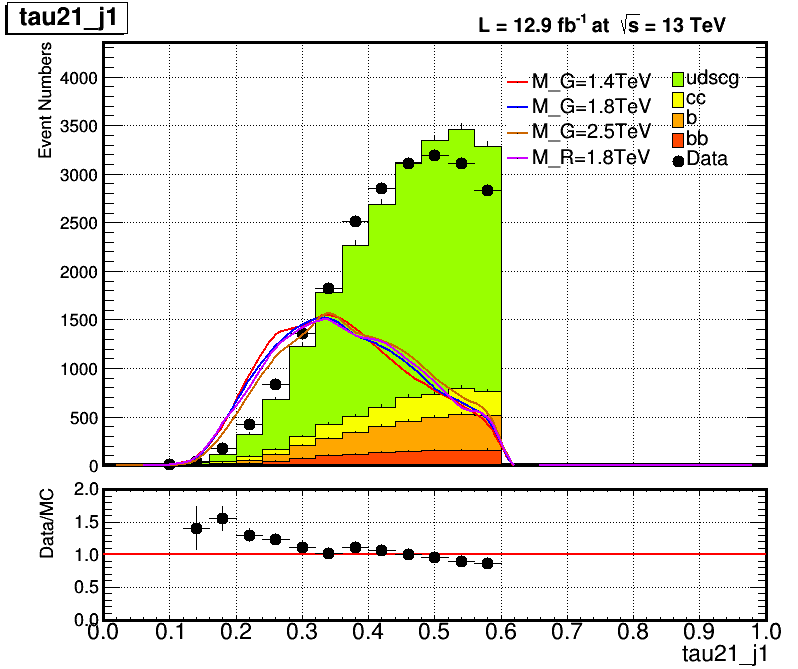 tau21_j1
L = 12.9 fb-1 at √s = 13 TeV
Event Numbers
4000
3500
3000
2500
2000
1500
1000
500
0
M_G=1.4TeV
M_G=1.8TeV
M_G=2.5TeV
M_R=1.8TeV
udscg
cc
b
bb
Data
Data/MC
2.0
1.5
1.0
0.5
0.0
0.0 0.1 0.2 0.3 0.4 0.5 0.6 0.7 0.8 0.9 1.0
tau21_j1